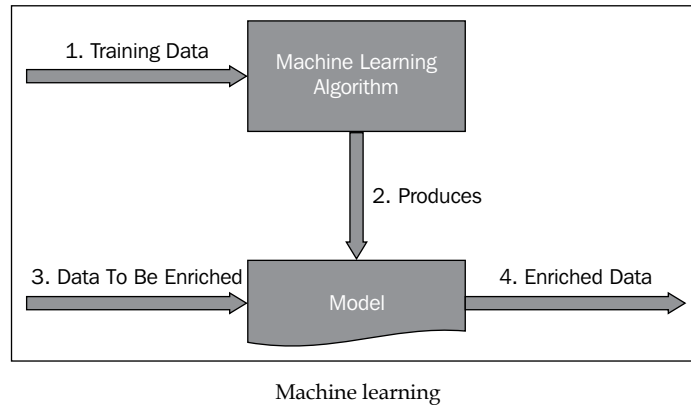 1. Training Data
Machine Learning
Algorithm
2. Produces
3. Data To Be Enriched
Model
4. Enriched Data
Machine learning